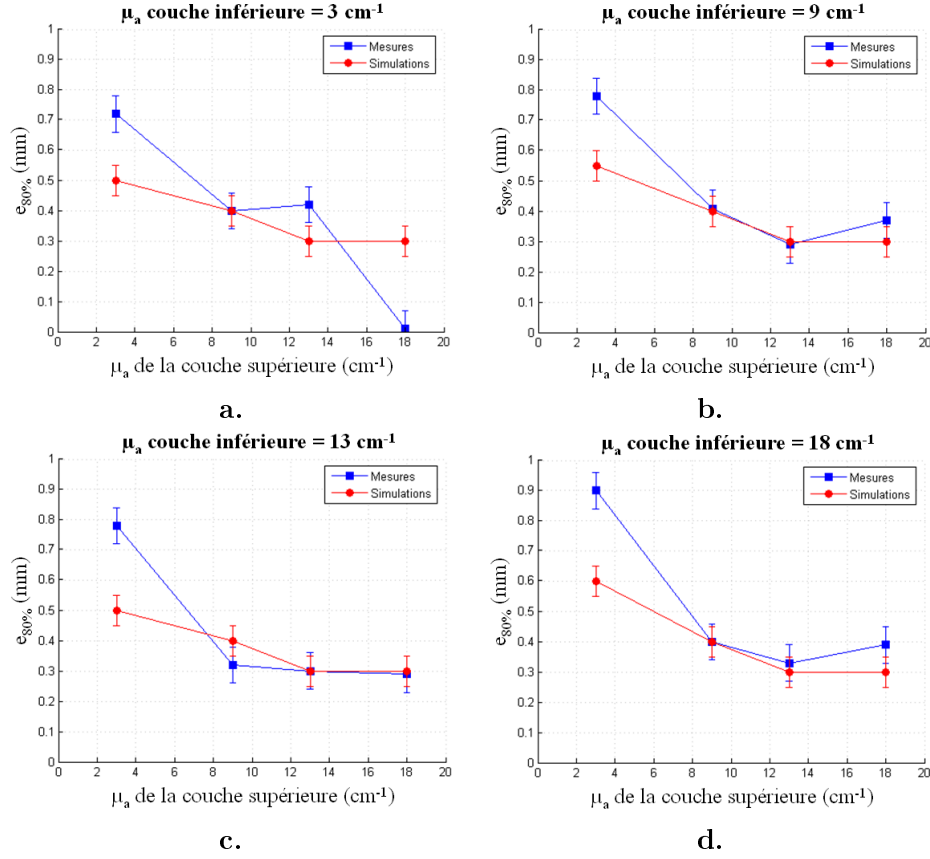 μa couche inférieure = 3 cm-1
Mesures
Simulations
1
0.9
0.8
0.7
0.6
0.5
0.4
0.3
0.2
0.1
0
e80% (mm)
0 2 4 6 8 10 12 14 16 18 20
μa de la couche supérieure (cm-1)
a.
μa couche inférieure = 9 cm-1
Mesures
Simulations
1
0.9
0.8
0.7
0.6
0.5
0.4
0.3
0.2
0.1
0
e80% (mm)
0 2 4 6 8 10 12 14 16 18 20
μa de la couche supérieure (cm-1)
b.
μa couche inférieure = 13 cm-1
Mesures
Simulations
1
0.9
0.8
0.7
0.6
0.5
0.4
0.3
0.2
0.1
0
e80% (mm)
0 2 4 6 8 10 12 14 16 18 20
μa de la couche supérieure (cm-1)
c.
μa couche inférieure = 18 cm-1
Mesures
Simulations
1
0.9
0.8
0.7
0.6
0.5
0.4
0.3
0.2
0.1
0
e80% (mm)
0 2 4 6 8 10 12 14 16 18 20
μa de la couche supérieure (cm-1)
d.